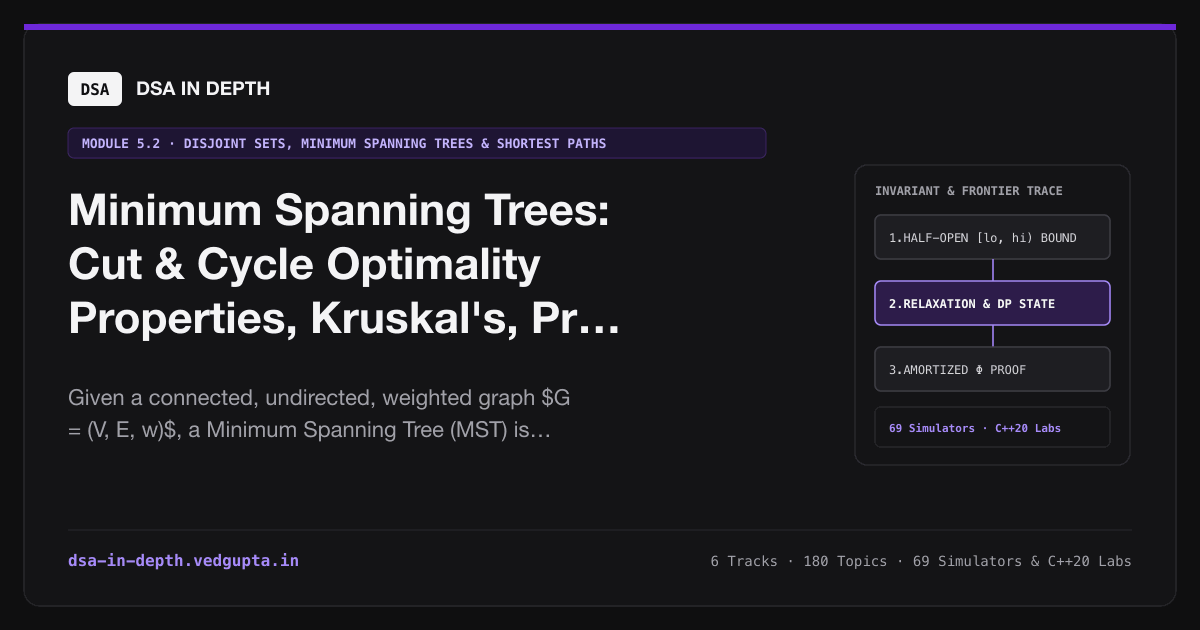 DSA
DSA IN DEPTH
MODULE 5.2 · DISJOINT SETS, MINIMUM SPANNING TREES & SHORTEST PATHS
Minimum Spanning Trees:
Cut & Cycle Optimality
Properties, Kruskal's, Pr...
Given a connected, undirected, weighted graph $G
= (V, E, w)$, a Minimum Spanning Tree (MST) is...
INVARIANT & FRONTIER TRACE
1.HALF-OPEN [lo, hi) BOUND
2.RELAXATION & DP STATE
3.AMORTIZED Φ PROOF
69 Simulators · C++20 Labs
dsa-in-depth.vedgupta.in
6 Tracks · 180 Topics · 69 Simulators & C++20 Labs